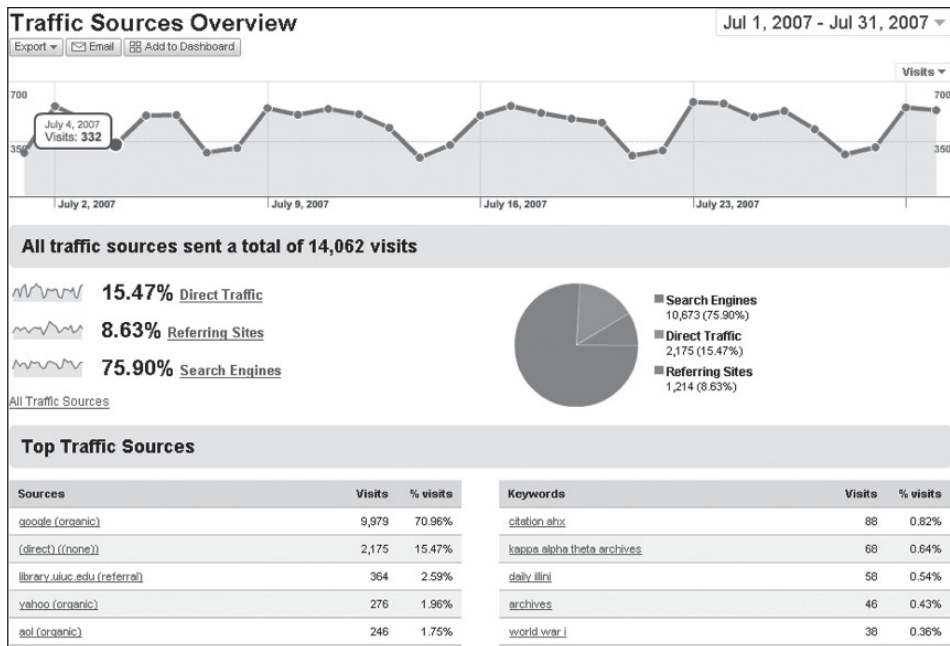 Traffic Sources Overview
Jul 1, 2007 - Jul 31, 2007
Export Email Add to Dashboard
Visits
700 700
July 4, 2007
Visits: 332
350 350
July 2, 2007 July 9, 2007 July 16, 2007 July 23, 2007
All traffic sources sent a total of 14,062 visits
15.47% Direct Traffic
8.63% Referring Sites
75.90% Search Engines
All Traffic Sources
Search Engines
10,673 (75.90%)
Direct Traffic
2,175 (15.47%)
Referring Sites
1,214 (8.63%)
Top Traffic Sources
Sources Visits % visits
google (organic) 9,979 70.96%
(direct) ((none)) 2,175 15.47%
library.uiuc.edu (referral) 364 2.59%
yahoo (organic) 276 1.96%
aol (organic) 246 1.75%
Keywords Visits % visits
citation ahx 88 0.82%
kappa alpha theta archives 68 0.64%
daily illini 58 0.54%
archives 46 0.43%
world war i 38 0.36%